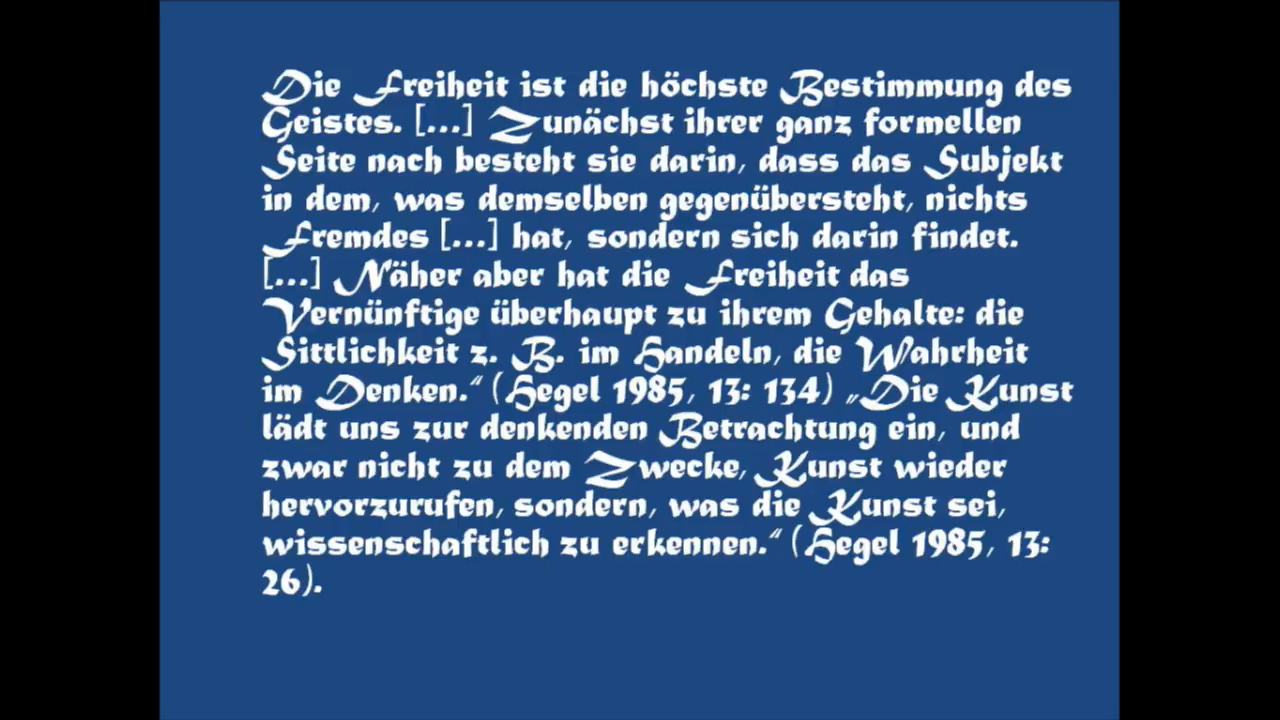 Die Freiheit ist die höchste Bestimmung des
Geistes. [...] Zunächst ihrer ganz formellen
Seite nach besteht sie darin, dass das Subjekt
in dem, was demselben gegenübersteht, nichts
Fremdes [...] hat, sondern sich darin findet.
[...] Näher aber hat die Freiheit das
Vernünftige überhaupt zu ihrem Gehalte: die
Sittlichkeit z. B. im Handeln, die Wahrheit
im Denken.“ (Hegel 1985, 13: 134) „Die Kunst
lädt uns zur denkenden Betrachtung ein, und
zwar nicht zu dem Zwecke, Kunst wieder
hervorzurufen, sondern, was die Kunst sei,
wissenschaftlich zu erkennen.“ (Hegel 1985, 13:
26).